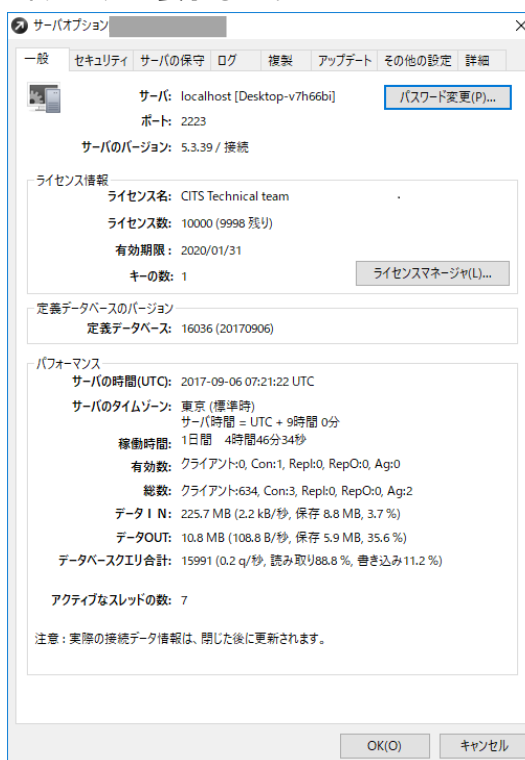 サーバオプション
一般 セキュリティ サーバの保守 ログ 複製 アップデート その他の設定 詳細
サーバ: localhost [Desktop-v7h66bi] パスワード変更(P)...
ポート: 2223
サーバのバージョン: 5.3.39 / 接続
ライセンス情報
ライセンス名: CITS Technical team
ライセンス数: 10000 (9998 残り)
有効期限 : 2020/01/31
キーの数: 1 ライセンスマネージャ(L)...
定義データベースのバージョン
定義データベース: 16036 (20170906)
パフォーマンス
サーバの時間(UTC): 2017-09-06 07:21:22 UTC
サーバのタイムゾーン: 東京 (標準時)
サーバ時間 = UTC + 9時間 0分
稼働時間: 1日間 4時間46分34秒
有効数: クライアント:0, Con:1, Repl:0, RepO:0, Ag:0
総数: クライアント:634, Con:3, Repl:0, RepO:0, Ag:2
データIN: 225.7 MB (2.2 kB/秒, 保存 8.8 MB, 3.7 %)
データOUT: 10.8 MB (108.8 B/秒, 保存 5.9 MB, 35.6 %)
データベースクエリ合計: 15991 (0.2 q/秒, 読み取り88.8 %, 書き込み11.2 %)
アクティブなスレッドの数: 7
注意 : 実際の接続データ情報は、閉じた後に更新されます。
OK(O) キャンセル